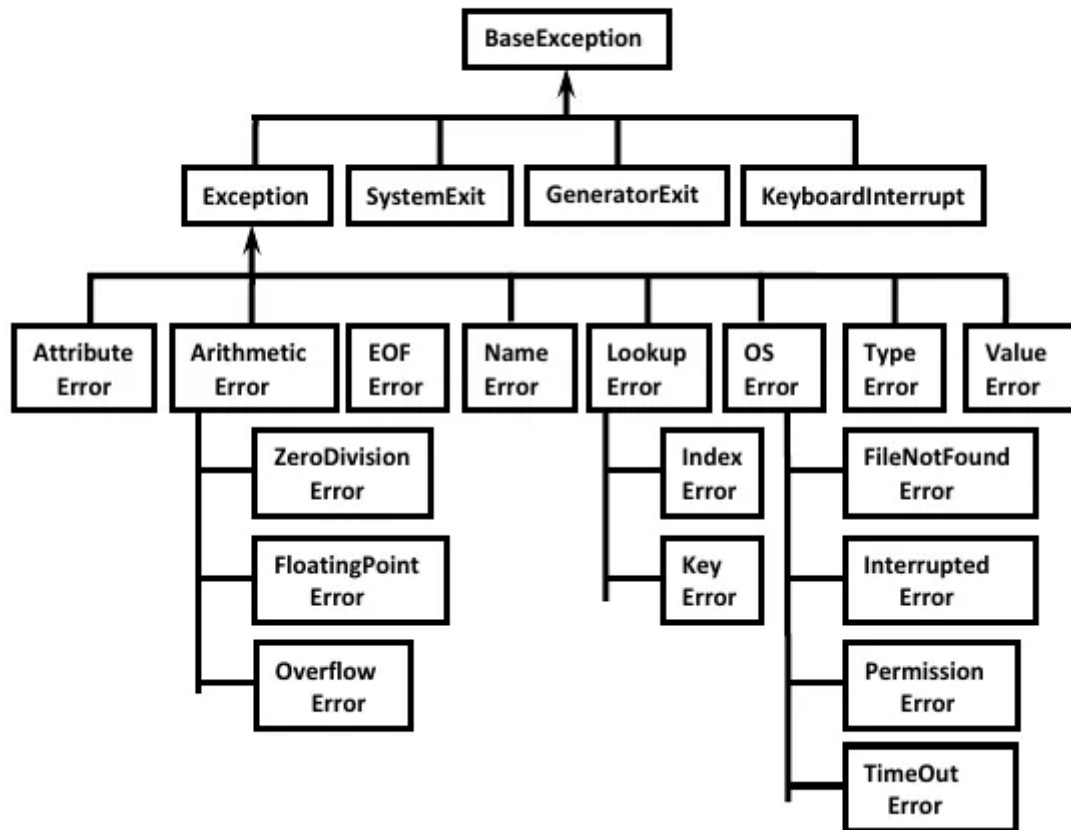 BaseException
Exception
SystemExit
GeneratorExit
KeyboardInterrupt
Attribute
Error
Arithmetic
Error
EOF
Error
Name
Error
Lookup
Error
OS
Error
Type
Error
Value
Error
ZeroDivision
Error
FloatingPoint
Error
Overflow
Error
Index
Error
Key
Error
FileNotFound
Error
Interrupted
Error
Permission
Error
TimeOut
Error